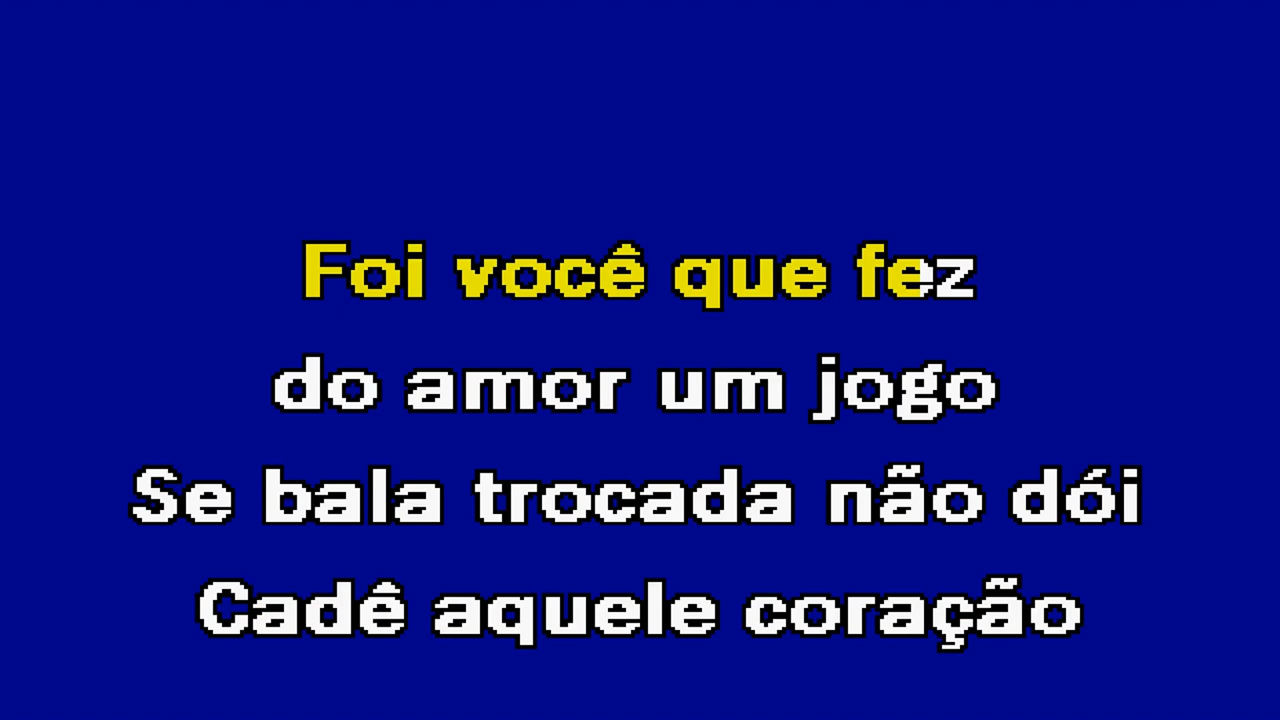 Foi você que fez
do amor um jogo
Se bala trocada não dói
Cadê aquele coração